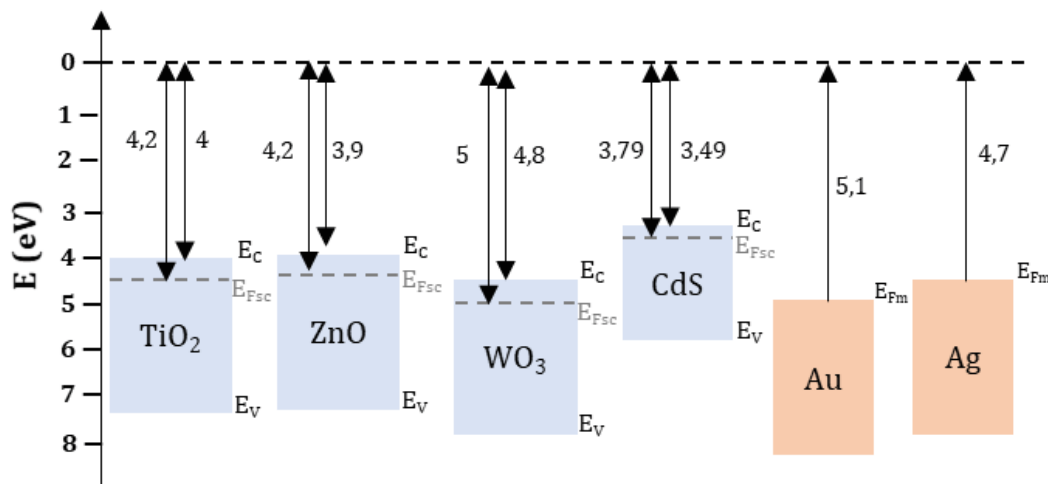 0
1
2
3
4
5
6
7
8
E (eV)
4,2
4
E_C
E_Fsc
TiO₂
E_V
4,2
3,9
E_C
E_Fsc
ZnO
E_V
5
4,8
E_C
E_Fsc
WO₃
E_V
3,79
3,49
E_C
E_Fsc
CdS
E_V
5,1
E_Fm
Au
4,7
E_Fm
Ag